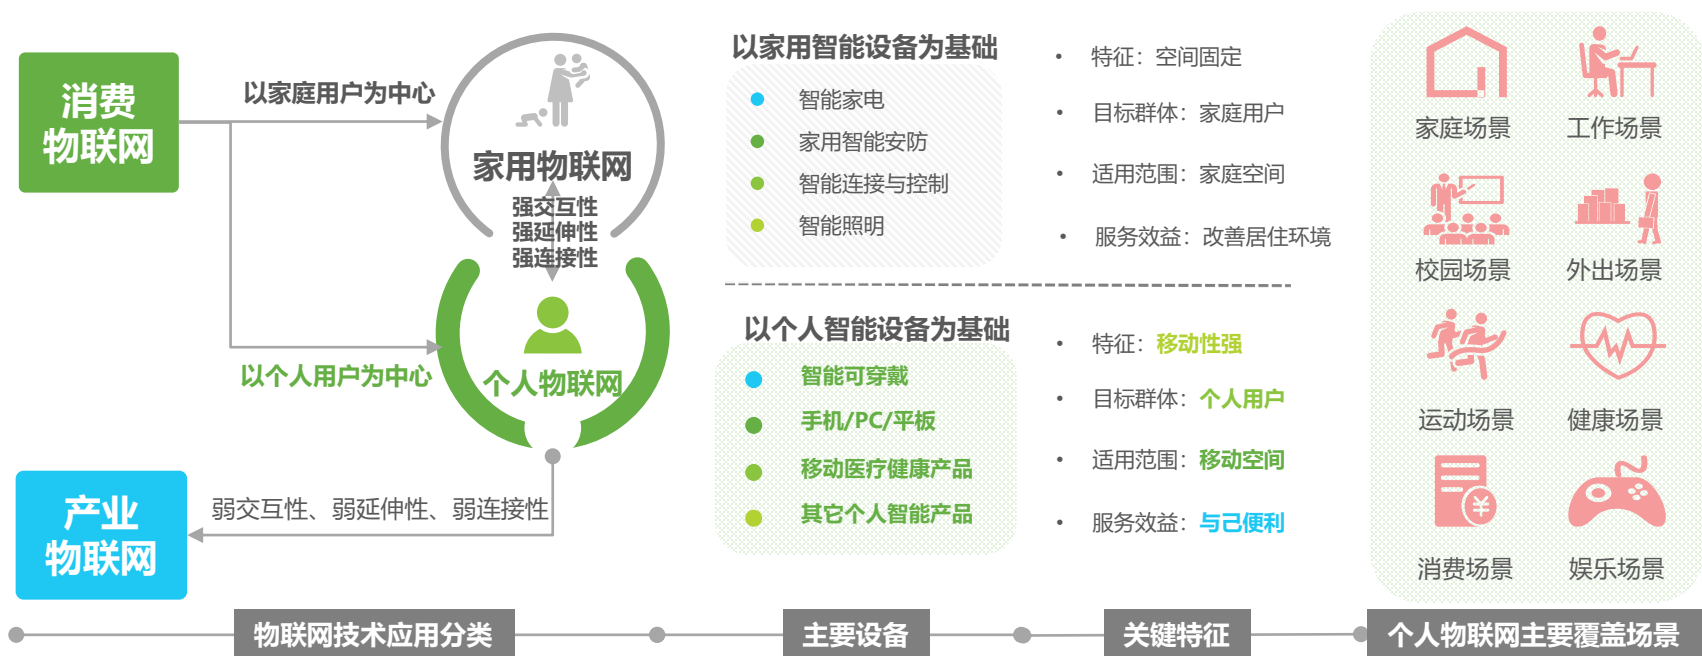 消费
物联网
以家庭用户为中心
家用物联网
强交互性
强延伸性
强连接性
以个人用户为中心
个人物联网
弱交互性、弱延伸性、弱连接性
产业
物联网
以家用智能设备为基础
智能家电
家用智能安防
智能连接与控制
智能照明
• 特征：空间固定
• 目标群体：家庭用户
• 适用范围：家庭空间
• 服务效益：改善居住环境
以个人智能设备为基础
智能可穿戴
手机/PC/平板
移动医疗健康产品
其它个人智能产品
• 特征：移动性强
• 目标群体：个人用户
• 适用范围：移动空间
• 服务效益：与己便利
家庭场景 工作场景
校园场景 外出场景
运动场景 健康场景
¥
消费场景 娱乐场景
物联网技术应用分类 主要设备 关键特征 个人物联网主要覆盖场景